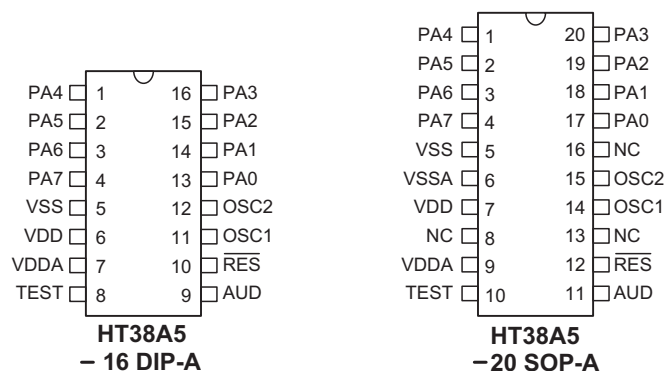 PA4 1 16 PA3
PA5 2 15 PA2
PA6 3 14 PA1
PA7 4 13 PA0
VSS 5 12 OSC2
VDD 6 11 OSC1
VDDA 7 10 RES
TEST 8 9 AUD
HT38A5
– 16 DIP-A
PA4 1 20 PA3
PA5 2 19 PA2
PA6 3 18 PA1
PA7 4 17 PA0
VSS 5 16 NC
VSSA 6 15 OSC2
VDD 7 14 OSC1
NC 8 13 NC
VDDA 9 12 RES
TEST 10 11 AUD
HT38A5
–20 SOP-A